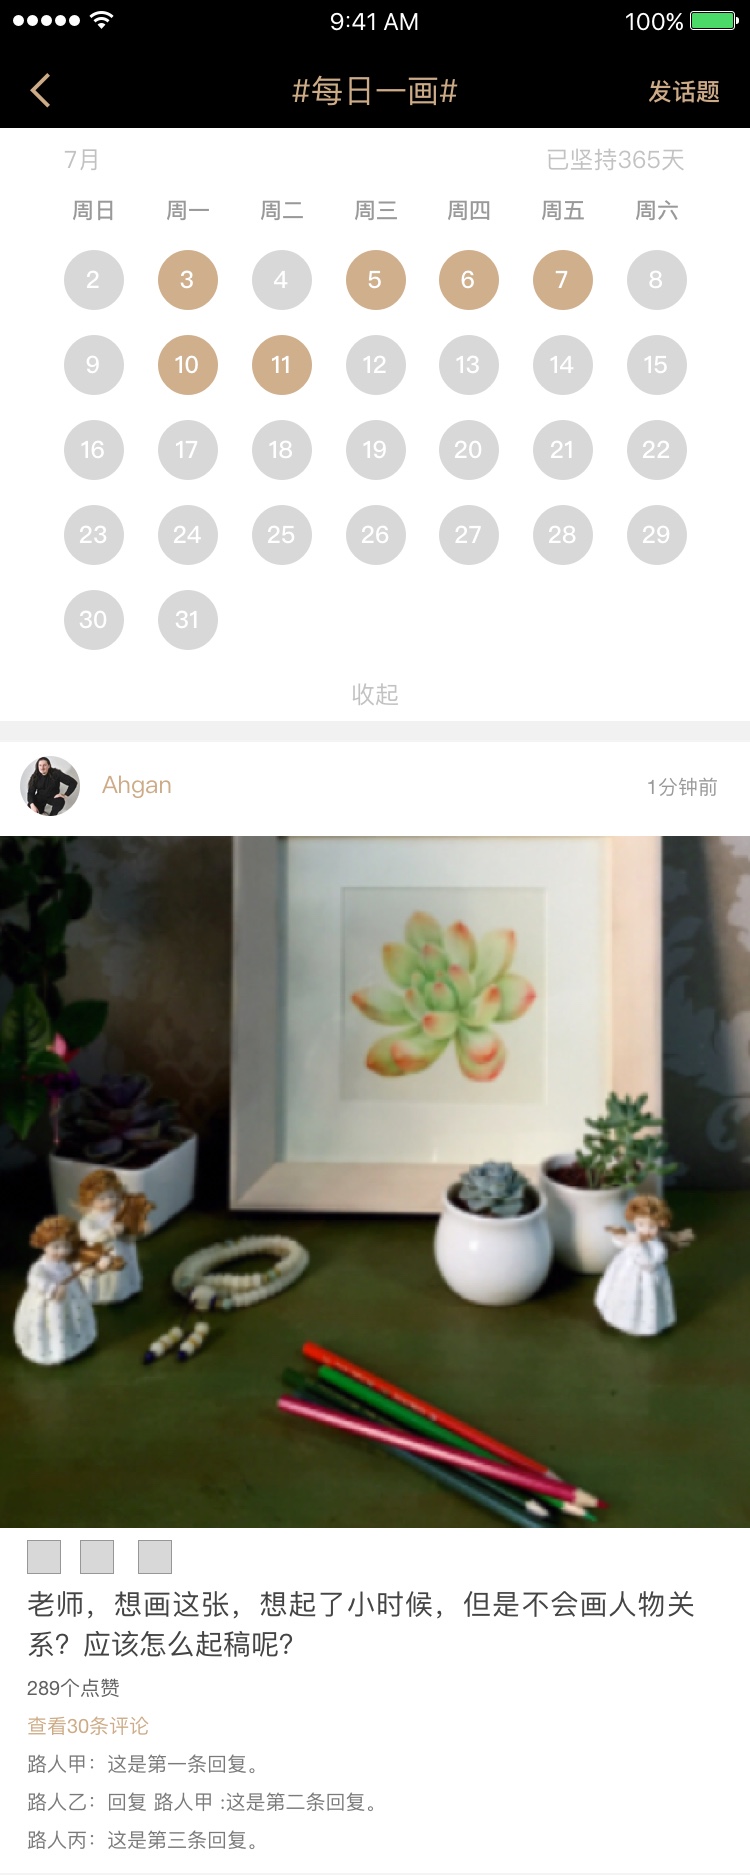 9:41 AM 100%
#每日一画# 发话题
7月 已坚持365天
周日 周一 周二 周三 周四 周五 周六
2 3 4 5 6 7 8
9 10 11 12 13 14 15
16 17 18 19 20 21 22
23 24 25 26 27 28 29
30 31
收起
Ahgan 1分钟前
老师，想画这张，想起了小时候，但是不会画人物关
系？应该怎么起稿呢？
289个点赞
查看30条评论
路人甲：这是第一条回复。
路人乙：回复 路人甲 :这是第二条回复。
路人丙：这是第三条回复。